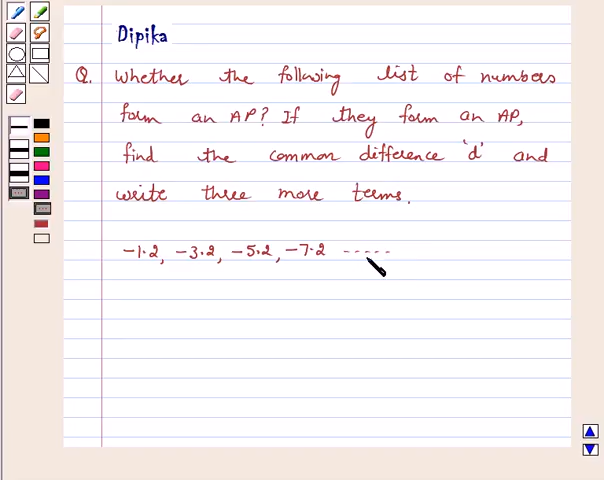 Dipika
Q. Whether the following list of numbers
form an AP? If they form an AP,
find the common difference 'd' and
write three more terms.
-1·2, -3·2, -5·2, -7·2 -----